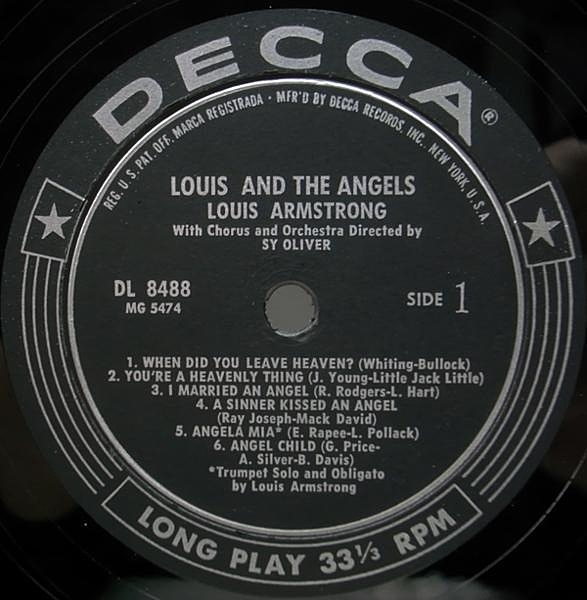 DECCA®
REG. U. S. PAT. OFF. MARCA REGISTRADA · MFR'D BY DECCA RECORDS, INC., NEW YORK, U.S.A.
LOUIS AND THE ANGELS
LOUIS ARMSTRONG
With Chorus and Orchestra Directed by
SY OLIVER
DL 8488
MG 5474
SIDE 1
1. WHEN DID YOU LEAVE HEAVEN? (Whiting-Bullock)
2. YOU'RE A HEAVENLY THING (J. Young-Little Jack Little)
3. I MARRIED AN ANGEL (R. Rodgers-L. Hart)
4. A SINNER KISSED AN ANGEL
(Ray Joseph-Mack David)
5. ANGELA MIA* (E. Rapee-L. Pollack)
6. ANGEL CHILD (G. Price-
A. Silver-B. Davis)
*Trumpet Solo and Obligato
by Louis Armstrong
LONG PLAY 33⅓ RPM